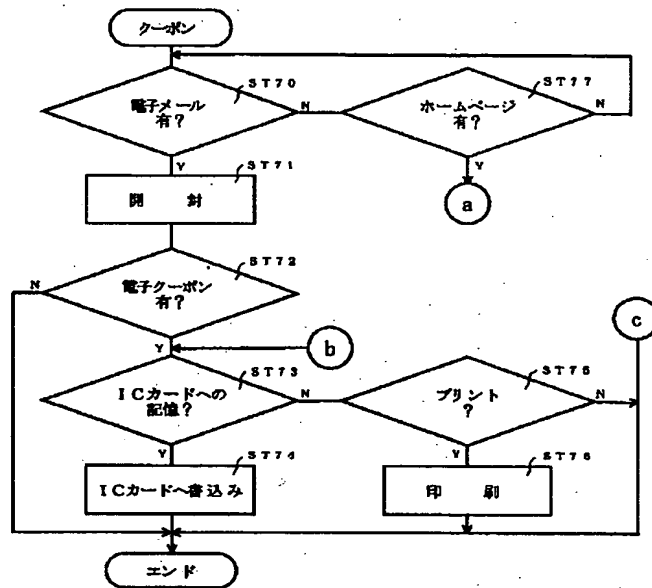 クーポン
ST70
電子メール
有?
N
Y
ST77
ホームページ
有?
N
Y
a
ST71
開 封
ST72
電子クーポン
有?
N
Y
b
c
ST73
ICカードへの
記憶?
N
Y
ST75
プリント
?
N
Y
ST74
ICカードへ書込み
ST76
印 刷
エンド